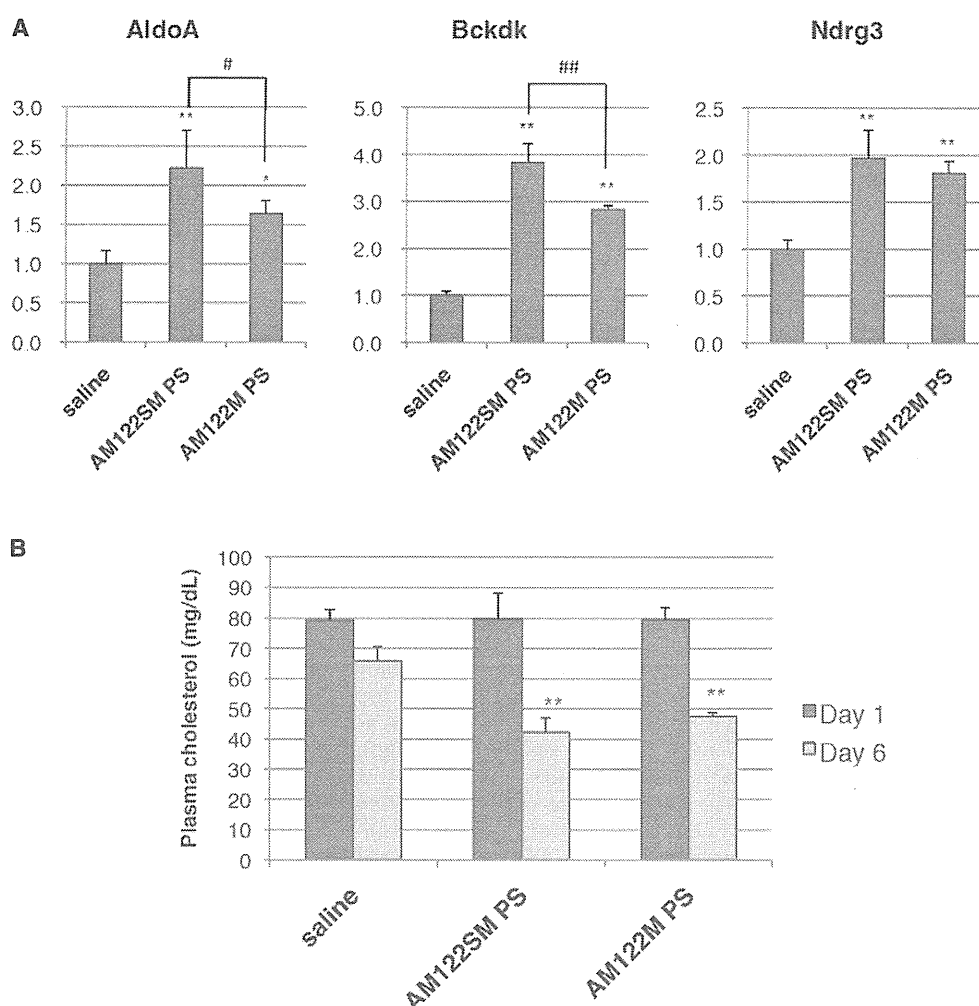 A
AldoA
Bckdk
Ndrg3
#
##
3.0
2.5
2.0
1.5
1.0
0.5
0.0
**
*
saline
AM122SM PS
AM122M PS
5.0
4.0
3.0
2.0
1.0
0.0
**
**
saline
AM122SM PS
AM122M PS
2.5
2.0
1.5
1.0
0.5
0.0
**
**
saline
AM122SM PS
AM122M PS
B
Plasma cholesterol (mg/dL)
100
90
80
70
60
50
40
30
20
10
0
**
**
saline
AM122SM PS
AM122M PS
Day 1
Day 6